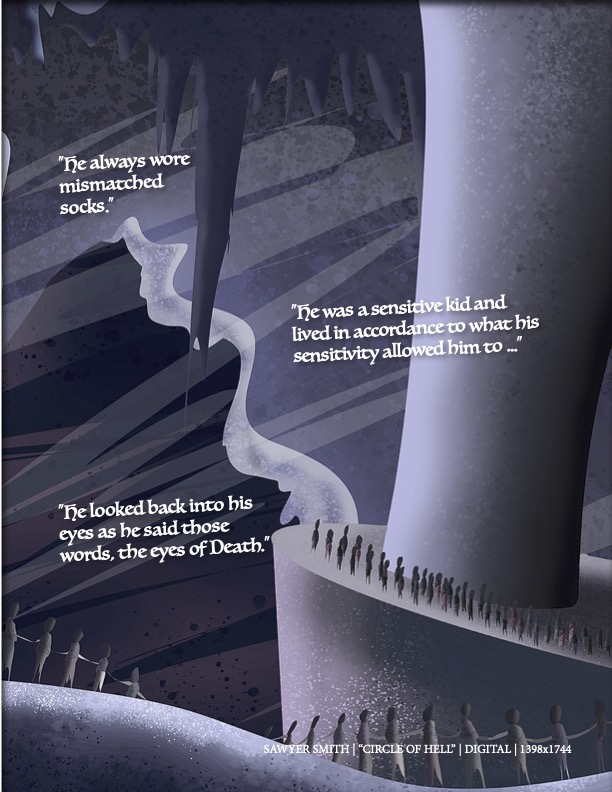 "He always wore
mismatched
socks."
"He was a sensitive kid and
lived in accordance to what his
sensitivity allowed him to ..."
"He looked back into his
eyes as he said those
words, the eyes of Death."
SAWYER SMITH | “CIRCLE OF HELL” | DIGITAL | 1398x1744